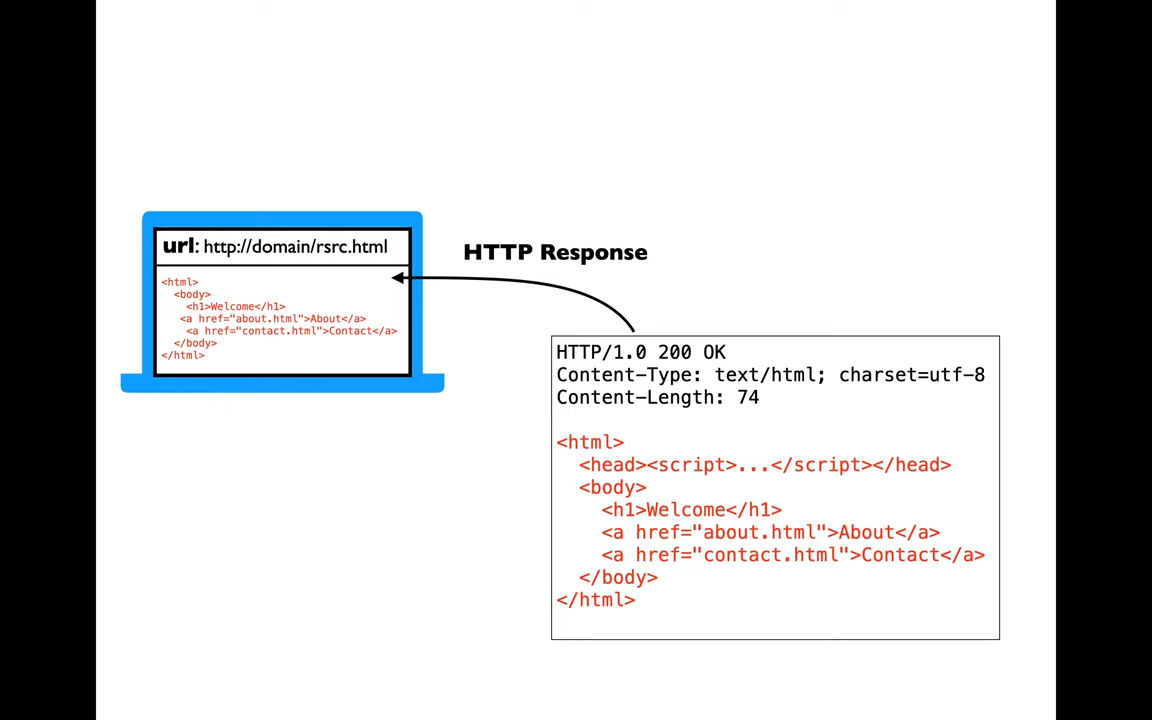 url: http://domain/rsrc.html
<html>
<body>
<h1>Welcome</h1>
<a href="about.html">About</a>
<a href="contact.html">Contact</a>
</body>
</html>
HTTP Response
HTTP/1.0 200 OK
Content-Type: text/html; charset=utf-8
Content-Length: 74
<html>
<head><script>...</script></head>
<body>
<h1>Welcome</h1>
<a href="about.html">About</a>
<a href="contact.html">Contact</a>
</body>
</html>